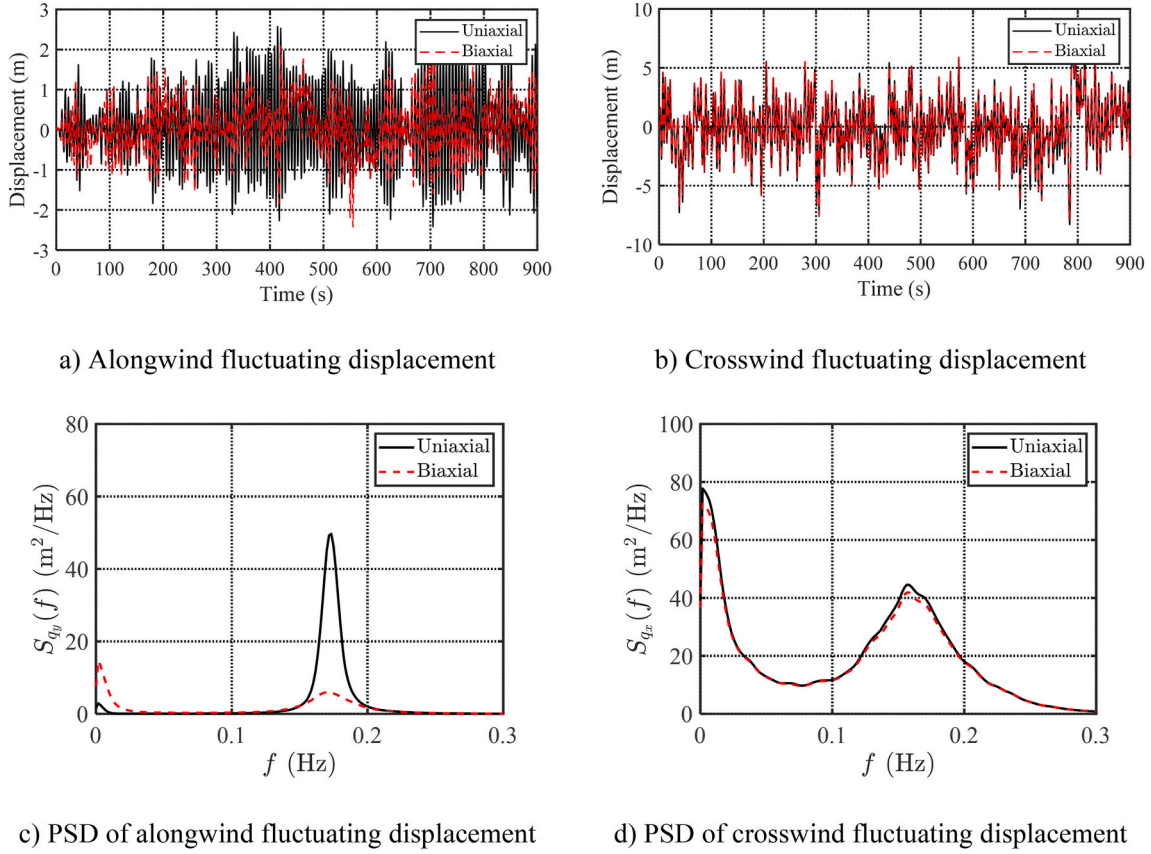 3
2
1
0
-1
-2
-3
Displacement (m)
0 100 200 300 400 500 600 700 800 900
Time (s)
Uniaxial
Biaxial
a) Alongwind fluctuating displacement
10
5
0
-5
-10
Displacement (m)
0 100 200 300 400 500 600 700 800 900
Time (s)
Uniaxial
Biaxial
b) Crosswind fluctuating displacement
80
60
40
20
0
S_{q_y}(f) (m²/Hz)
0 0.1 0.2 0.3
f (Hz)
Uniaxial
Biaxial
c) PSD of alongwind fluctuating displacement
100
80
60
40
20
0
S_{q_x}(f) (m²/Hz)
0 0.1 0.2 0.3
f (Hz)
Uniaxial
Biaxial
d) PSD of crosswind fluctuating displacement